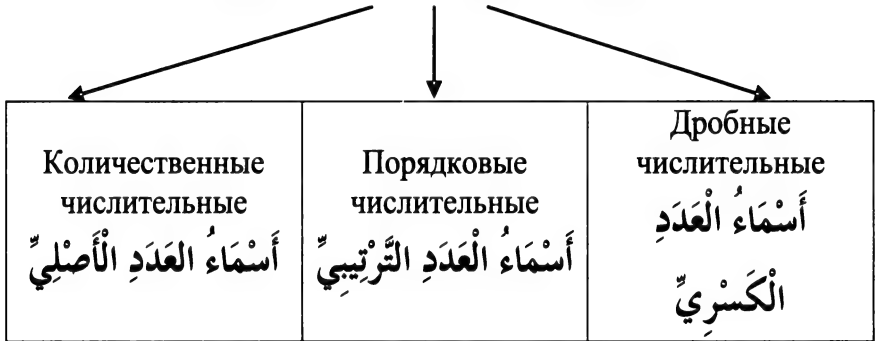 Количественные
числительные
أَسْمَاءُ العَدَدِ الْأَصْلِيِّ
Порядковые
числительные
أَسْمَاءُ الْعَدَدِ التَّرْتِيبِيِّ
Дробные
числительные
أَسْمَاءُ الْعَدَدِ
الْكَسْرِيِّ